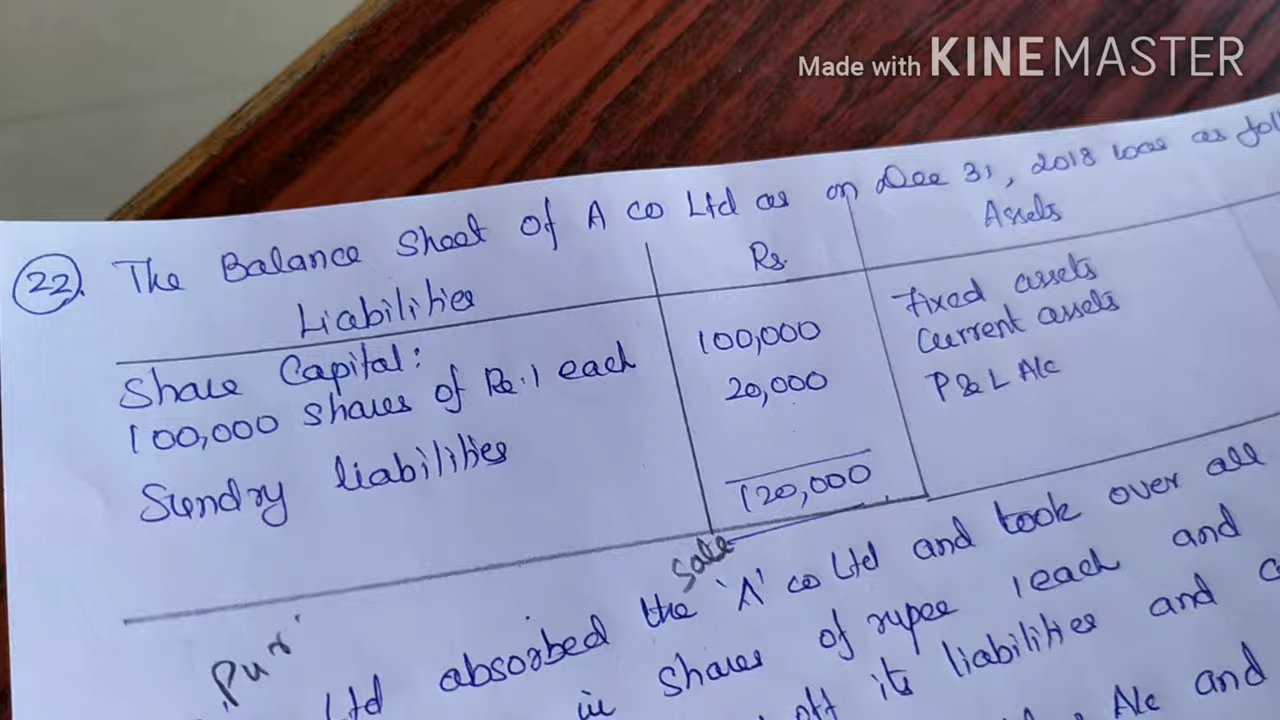 Made with KINEMASTER
22). The Balance Sheet of A co Ltd as on Dec 31, 2018 was as
Liabilities Rs. Assets
Share Capital:
100,000 shares of Re.1 each 100,000 Fixed assets
Sundry liabilities 20,000 Current assets
P & L A/c
120,000
Sale
pur.
Ltd absorbed the 'A' co Ltd and took over all
in shares of rupee 1 each and
off its liabilities and
A/c and